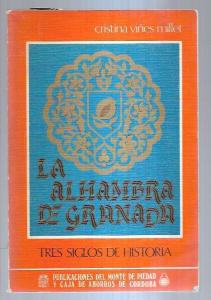 cristina viñes millet
LA
ALHAMBRA
DE GRANADA
TRES SIGLOS DE HISTORIA
PUBLICACIONES DEL MONTE DE PIEDAD
Y CAJA DE AHORROS DE CORDOBA